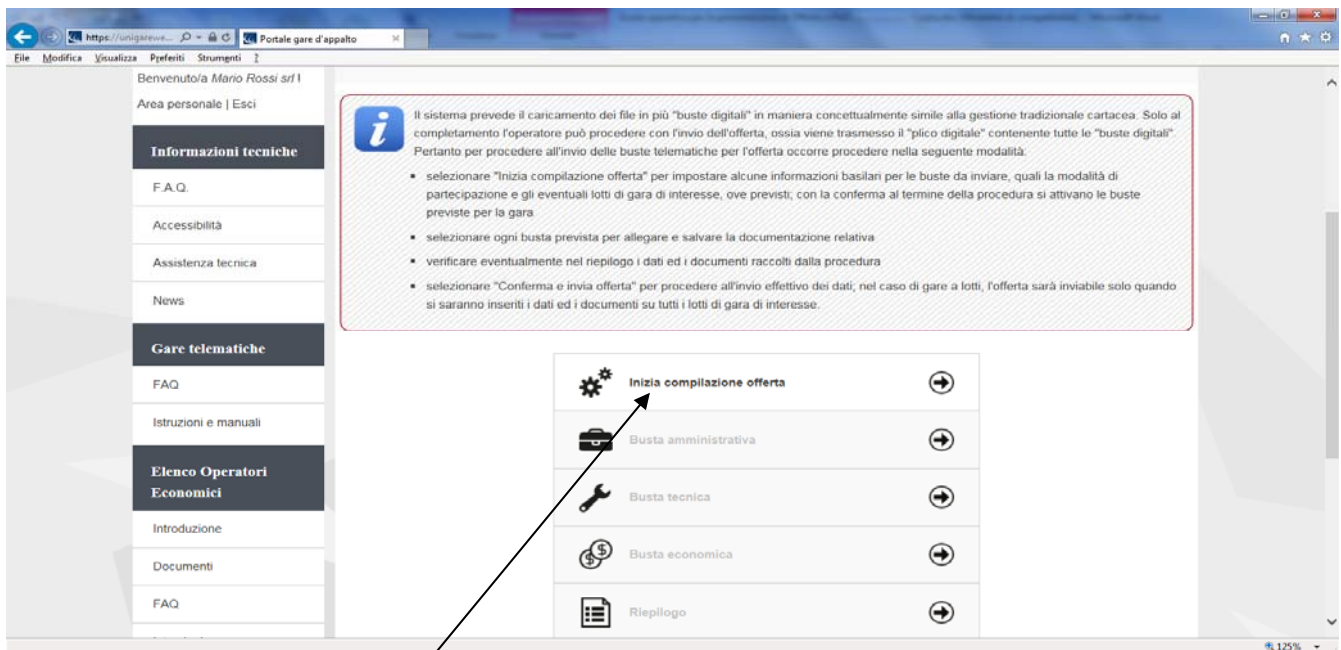 https://unigarewe...
Portale gare d'appalto
File Modifica Visualizza Preferiti Strumenti ?
Benvenuto/a Mario Rossi srl !
Area personale | Esci
Informazioni tecniche
F.A.Q.
Accessibilità
Assistenza tecnica
News
Gare telematiche
FAQ
Istruzioni e manuali
Elenco Operatori
Economici
Introduzione
Documenti
FAQ
Il sistema prevede il caricamento dei file in più "buste digitali" in maniera concettualmente simile alla gestione tradizionale cartacea. Solo al
completamento l'operatore può procedere con l'invio dell'offerta, ossia viene trasmesso il "plico digitale" contenente tutte le "buste digitali".
Pertanto per procedere all'invio delle buste telematiche per l'offerta occorre procedere nella seguente modalità:
selezionare "Inizia compilazione offerta" per impostare alcune informazioni basilari per le buste da inviare, quali la modalità di
partecipazione e gli eventuali lotti di gara di interesse, ove previsti; con la conferma al termine della procedura si attivano le buste
previste per la gara
selezionare ogni busta prevista per allegare e salvare la documentazione relativa
verificare eventualmente nel riepilogo i dati ed i documenti raccolti dalla procedura
selezionare "Conferma e invia offerta" per procedere all'invio effettivo dei dati; nel caso di gare a lotti, l'offerta sarà inviabile solo quando
si saranno inseriti i dati ed i documenti su tutti i lotti di gara di interesse.
Inizia compilazione offerta
Busta amministrativa
Busta tecnica
Busta economica
Riepilogo
125%